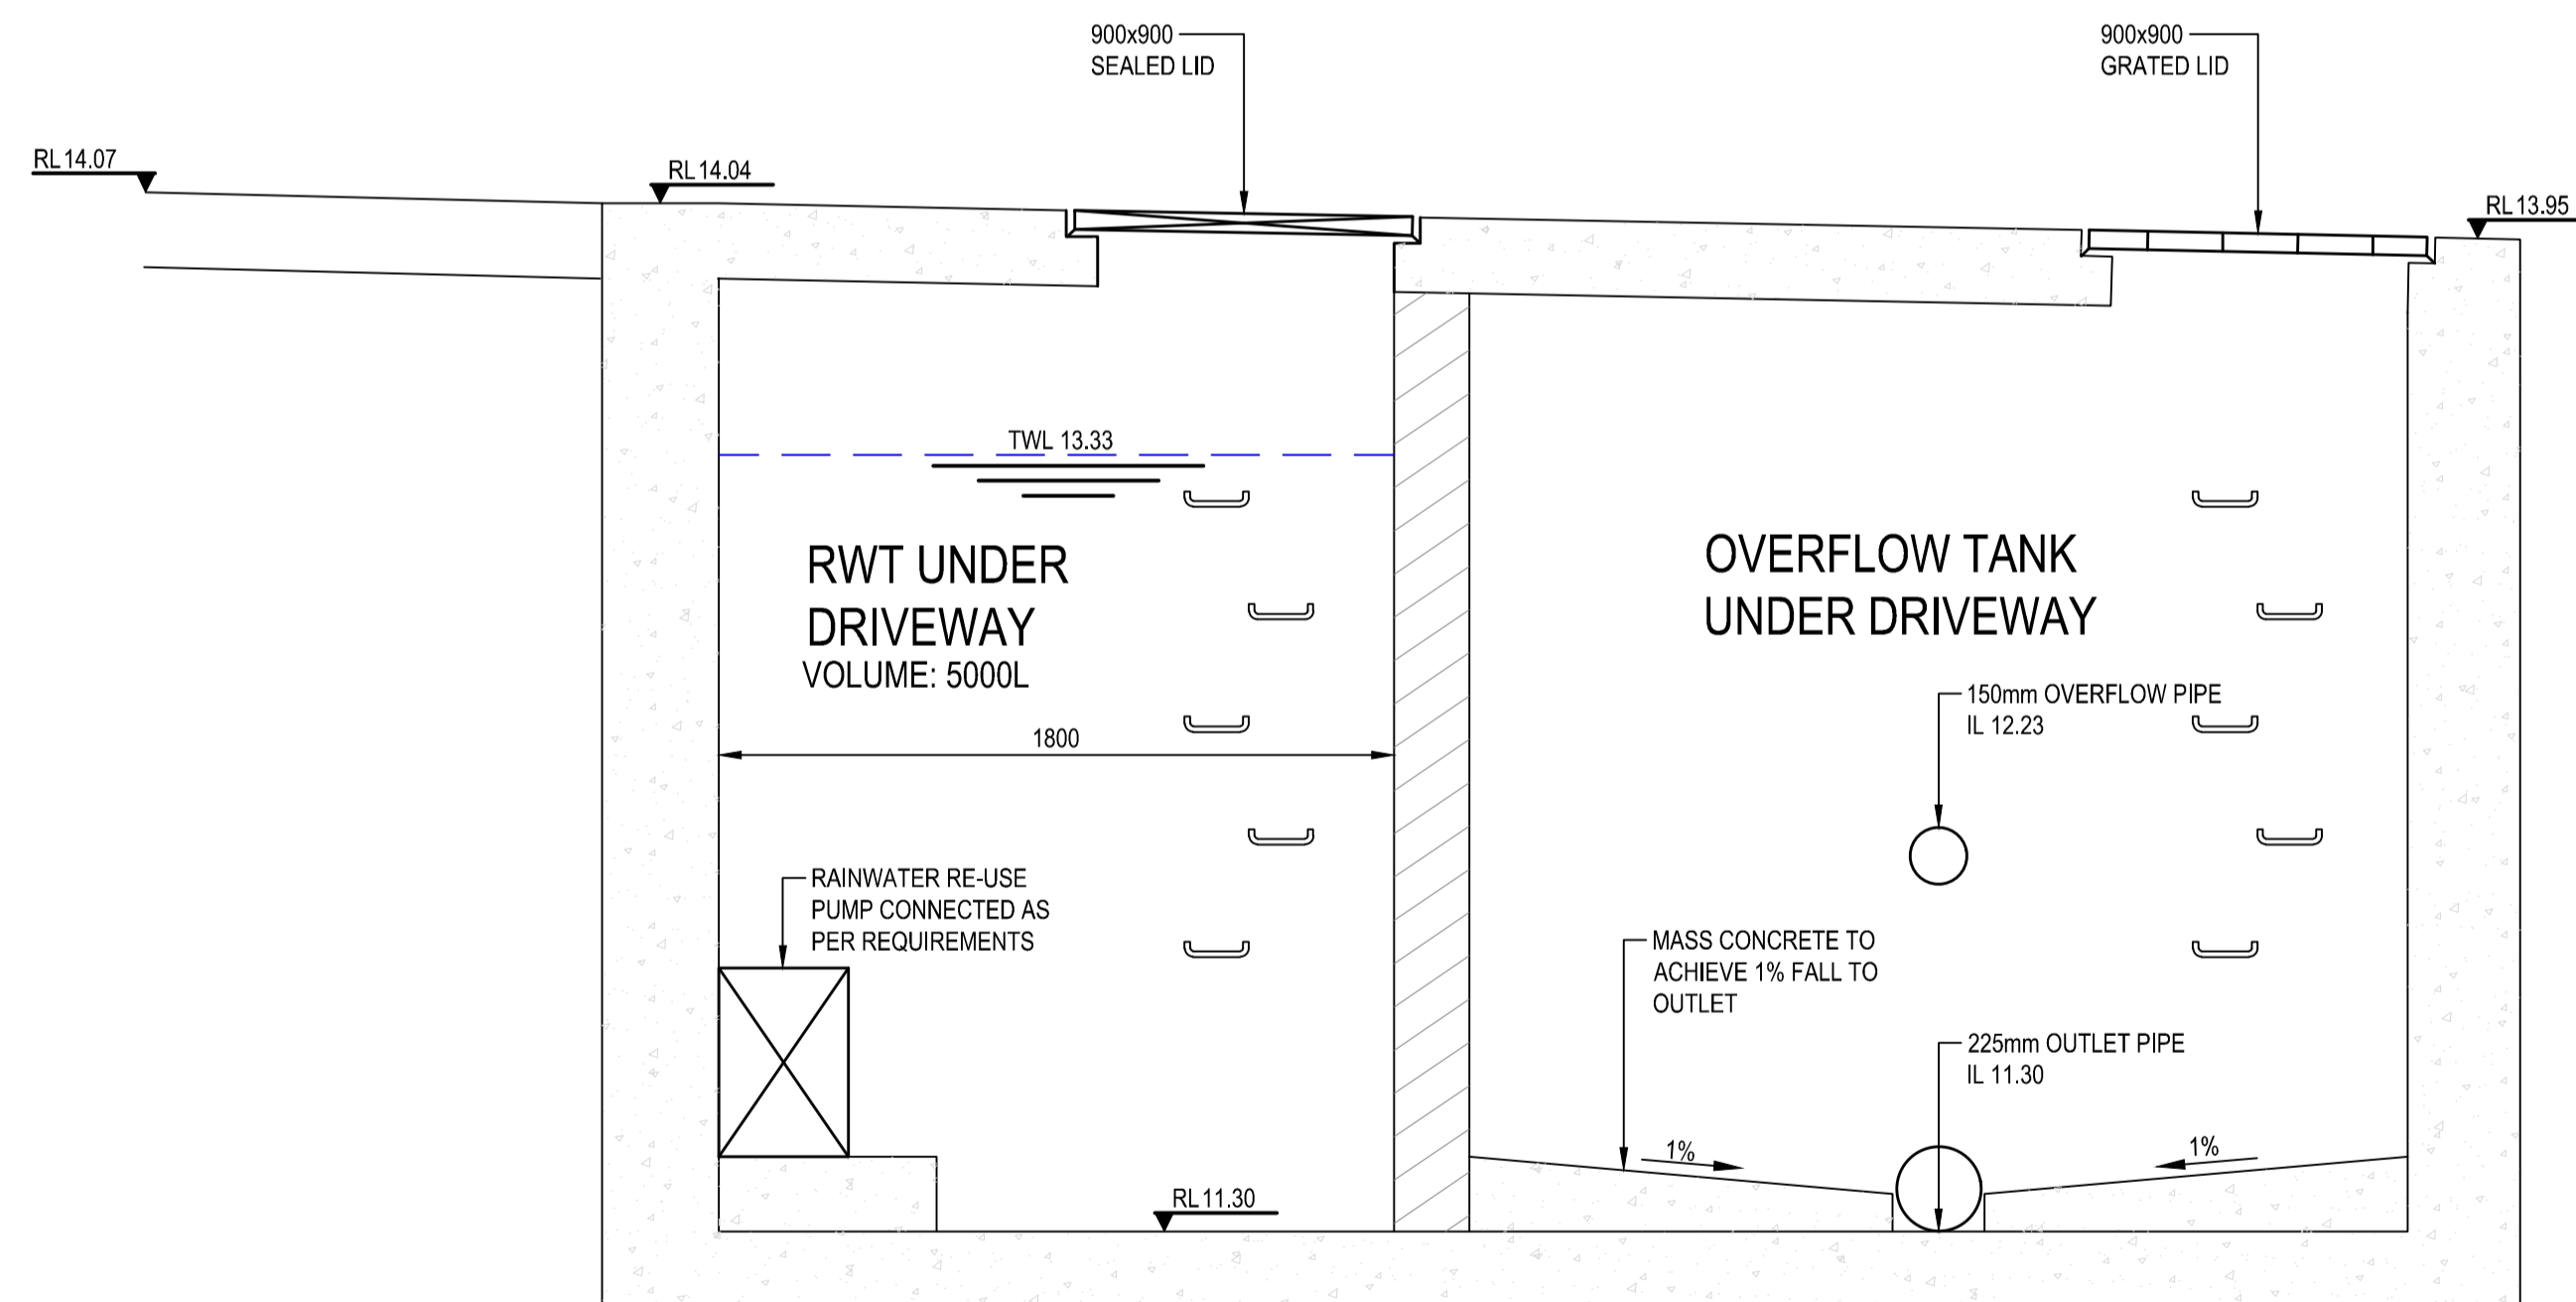 900x900
SEALED LID
900x900
GRATED LID
RL 14.07
RL 14.04
RL 13.95
TWL 13.33
RWT UNDER
DRIVEWAY
VOLUME: 5000L
OVERFLOW TANK
UNDER DRIVEWAY
150mm OVERFLOW PIPE
IL 12.23
1800
RAINWATER RE-USE
PUMP CONNECTED AS
PER REQUIREMENTS
MASS CONCRETE TO
ACHIEVE 1% FALL TO
OUTLET
225mm OUTLET PIPE
IL 11.30
1%
1%
RL 11.30